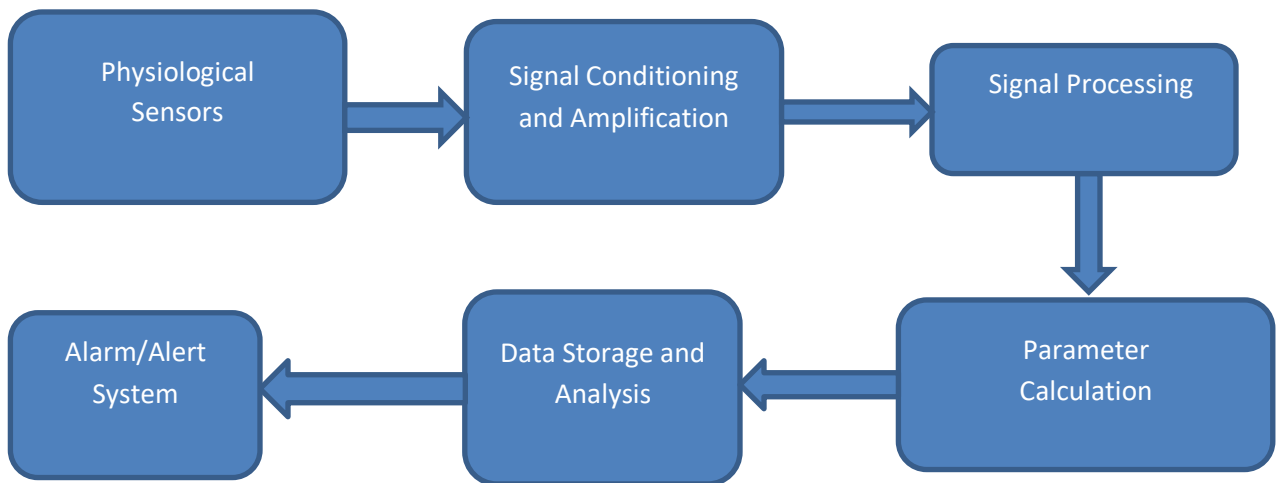 Physiological
Sensors
Signal Conditioning
and Amplification
Signal Processing
Parameter
Calculation
Data Storage and
Analysis
Alarm/Alert
System